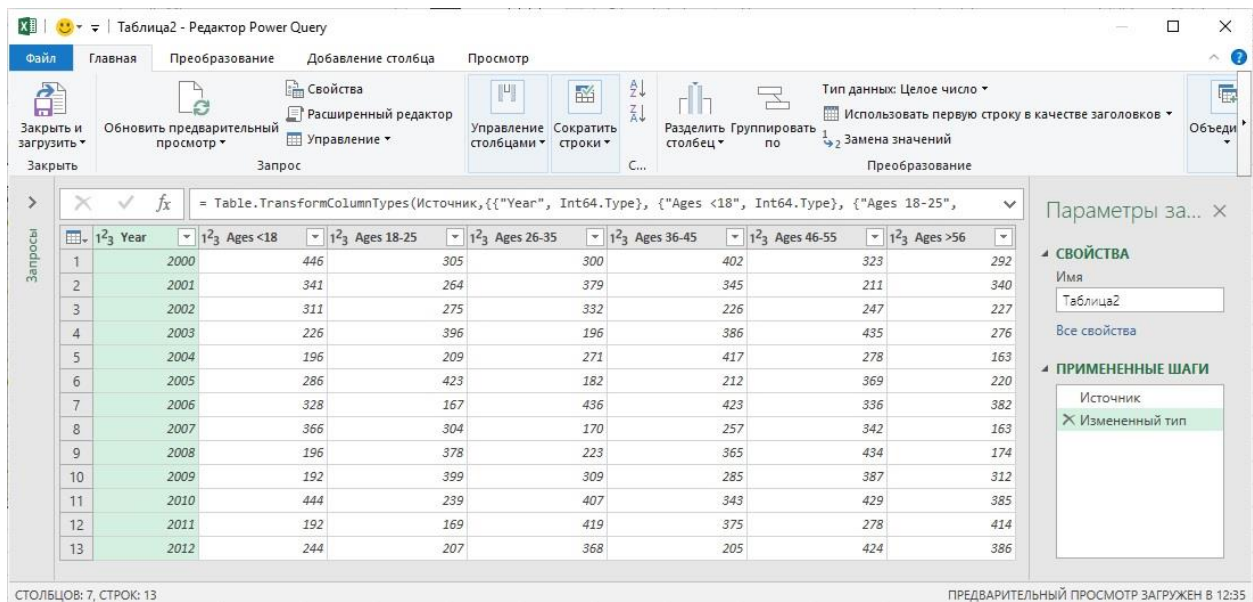 Таблица2 - Редактор Power Query
Файл Главная Преобразование Добавление столбца Просмотр
Закрыть и загрузить
Обновить предварительный просмотр
Свойства
Расширенный редактор
Управление
Управление столбцами
Сократить строки
Разделить столбец
Группировать по
Тип данных: Целое число
Использовать первую строку в качестве заголовков
Замена значений
Объеди
Закрыть Запрос С... Преобразование
Запросы
fx = Table.TransformColumnTypes(Источник,{{"Year", Int64.Type}, {"Ages <18", Int64.Type}, {"Ages 18-25",
1²3 Year 1²3 Ages <18 1²3 Ages 18-25 1²3 Ages 26-35 1²3 Ages 36-45 1²3 Ages 46-55 1²3 Ages >56
1 2000 446 305 300 402 323 292
2 2001 341 264 379 345 211 340
3 2002 311 275 332 226 247 227
4 2003 226 396 196 386 435 276
5 2004 196 209 271 417 278 163
6 2005 286 423 182 212 369 220
7 2006 328 167 436 423 336 382
8 2007 366 304 170 257 342 163
9 2008 196 378 223 365 434 174
10 2009 192 399 309 285 387 312
11 2010 444 239 407 343 429 385
12 2011 192 169 419 375 278 414
13 2012 244 207 368 205 424 386
Параметры за...
СВОЙСТВА
Имя
Таблица2
Все свойства
ПРИМЕНЕННЫЕ ШАГИ
Источник
Измененный тип
СТОЛБЦОВ: 7, СТРОК: 13
ПРЕДВАРИТЕЛЬНЫЙ ПРОСМОТР ЗАГРУЖЕН В 12:35